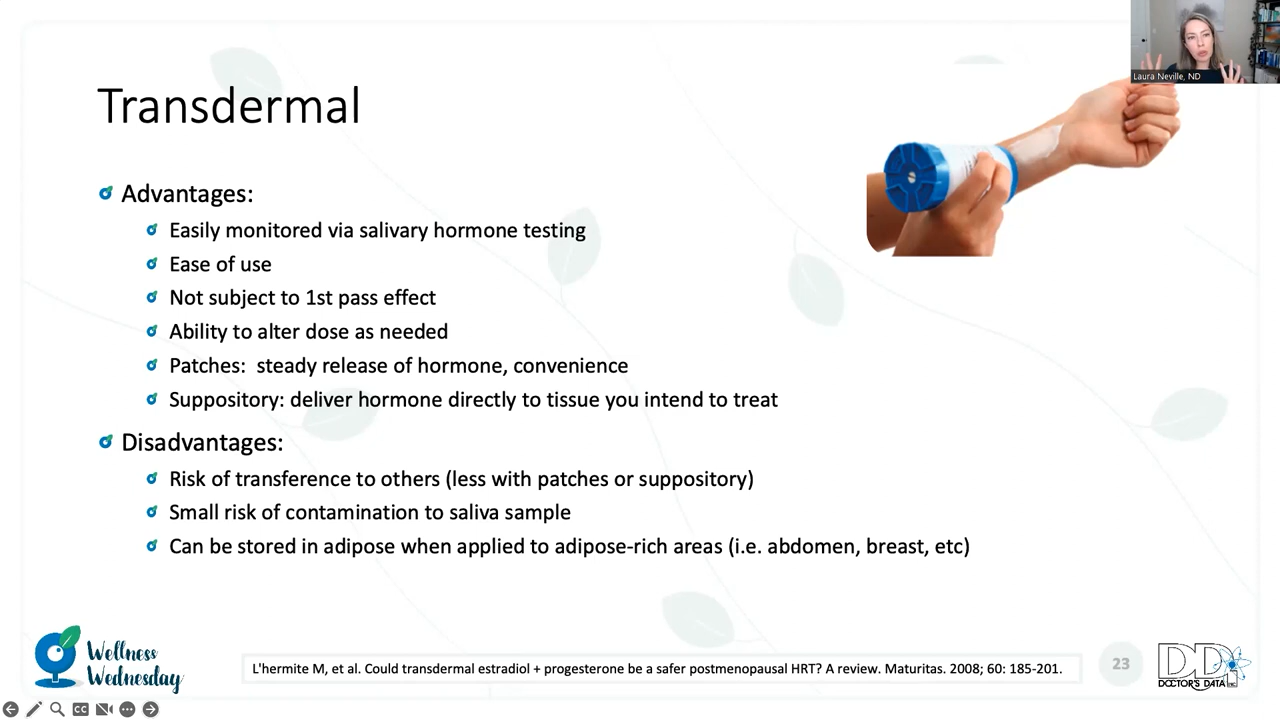 Laura Neville, ND
Transdermal
Advantages:
Easily monitored via salivary hormone testing
Ease of use
Not subject to 1st pass effect
Ability to alter dose as needed
Patches:  steady release of hormone, convenience
Suppository: deliver hormone directly to tissue you intend to treat
Disadvantages:
Risk of transference to others (less with patches or suppository)
Small risk of contamination to saliva sample
Can be stored in adipose when applied to adipose-rich areas (i.e. abdomen, breast, etc)
Wellness
Wednesday
L'hermite M, et al. Could transdermal estradiol + progesterone be a safer postmenopausal HRT? A review. Maturitas. 2008; 60: 185-201.
23
DDI
DOCTOR'S DATA
CC